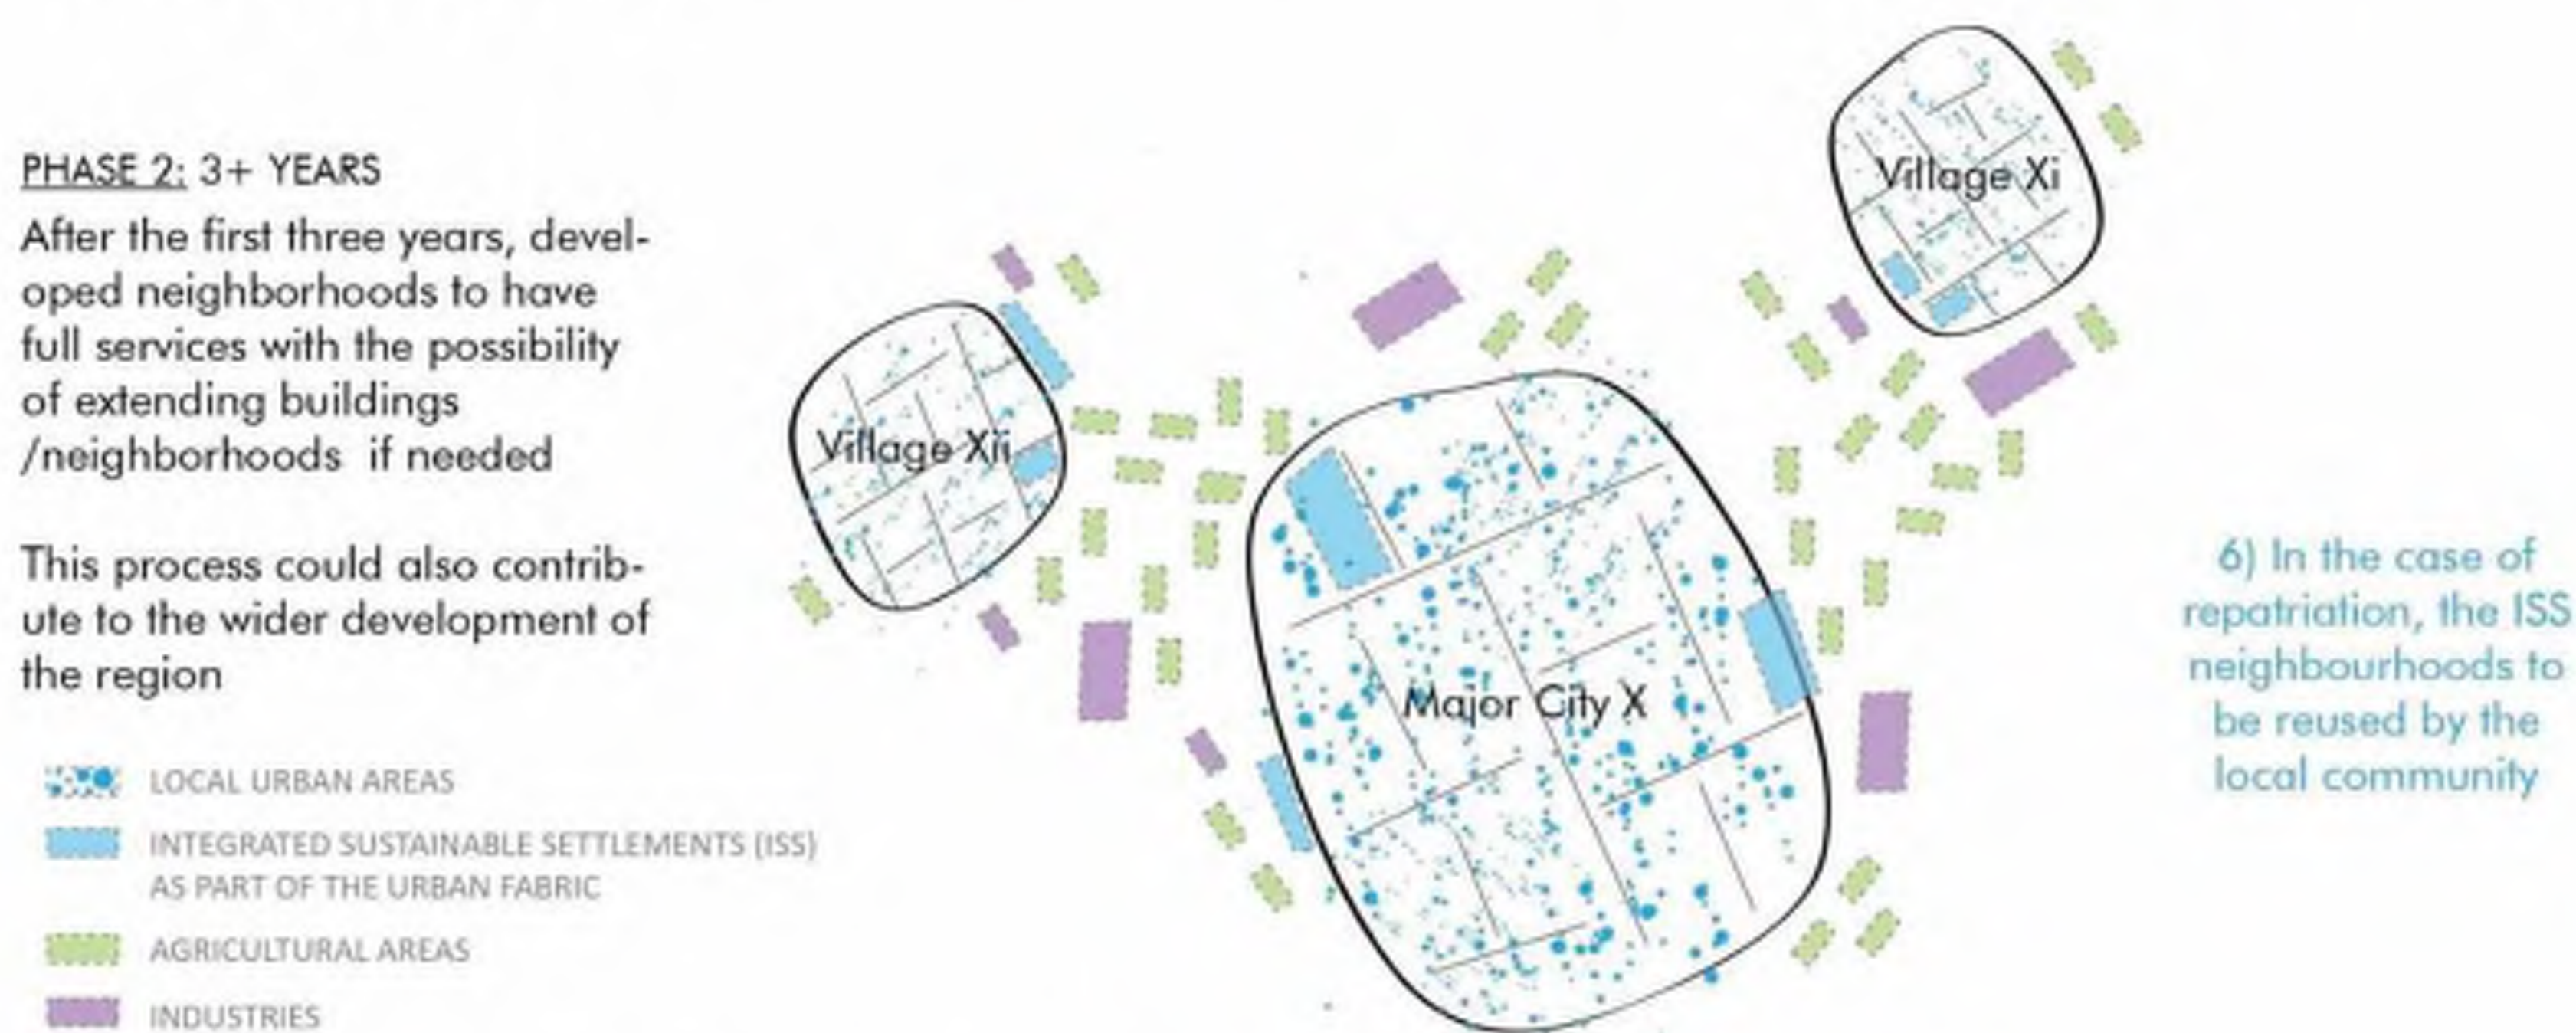 PHASE 2: 3+ YEARS
After the first three years, devel-
oped neighborhoods to have
full services with the possibility
of extending buildings
/neighborhoods if needed
This process could also contrib-
ute to the wider development of
the region
LOCAL URBAN AREAS
INTEGRATED SUSTAINABLE SETTLEMENTS (ISS)
AS PART OF THE URBAN FABRIC
AGRICULTURAL AREAS
INDUSTRIES
Village Xi
Village Xii
Major City X
6) In the case of
repatriation, the ISS
neighbourhoods to
be reused by the
local community